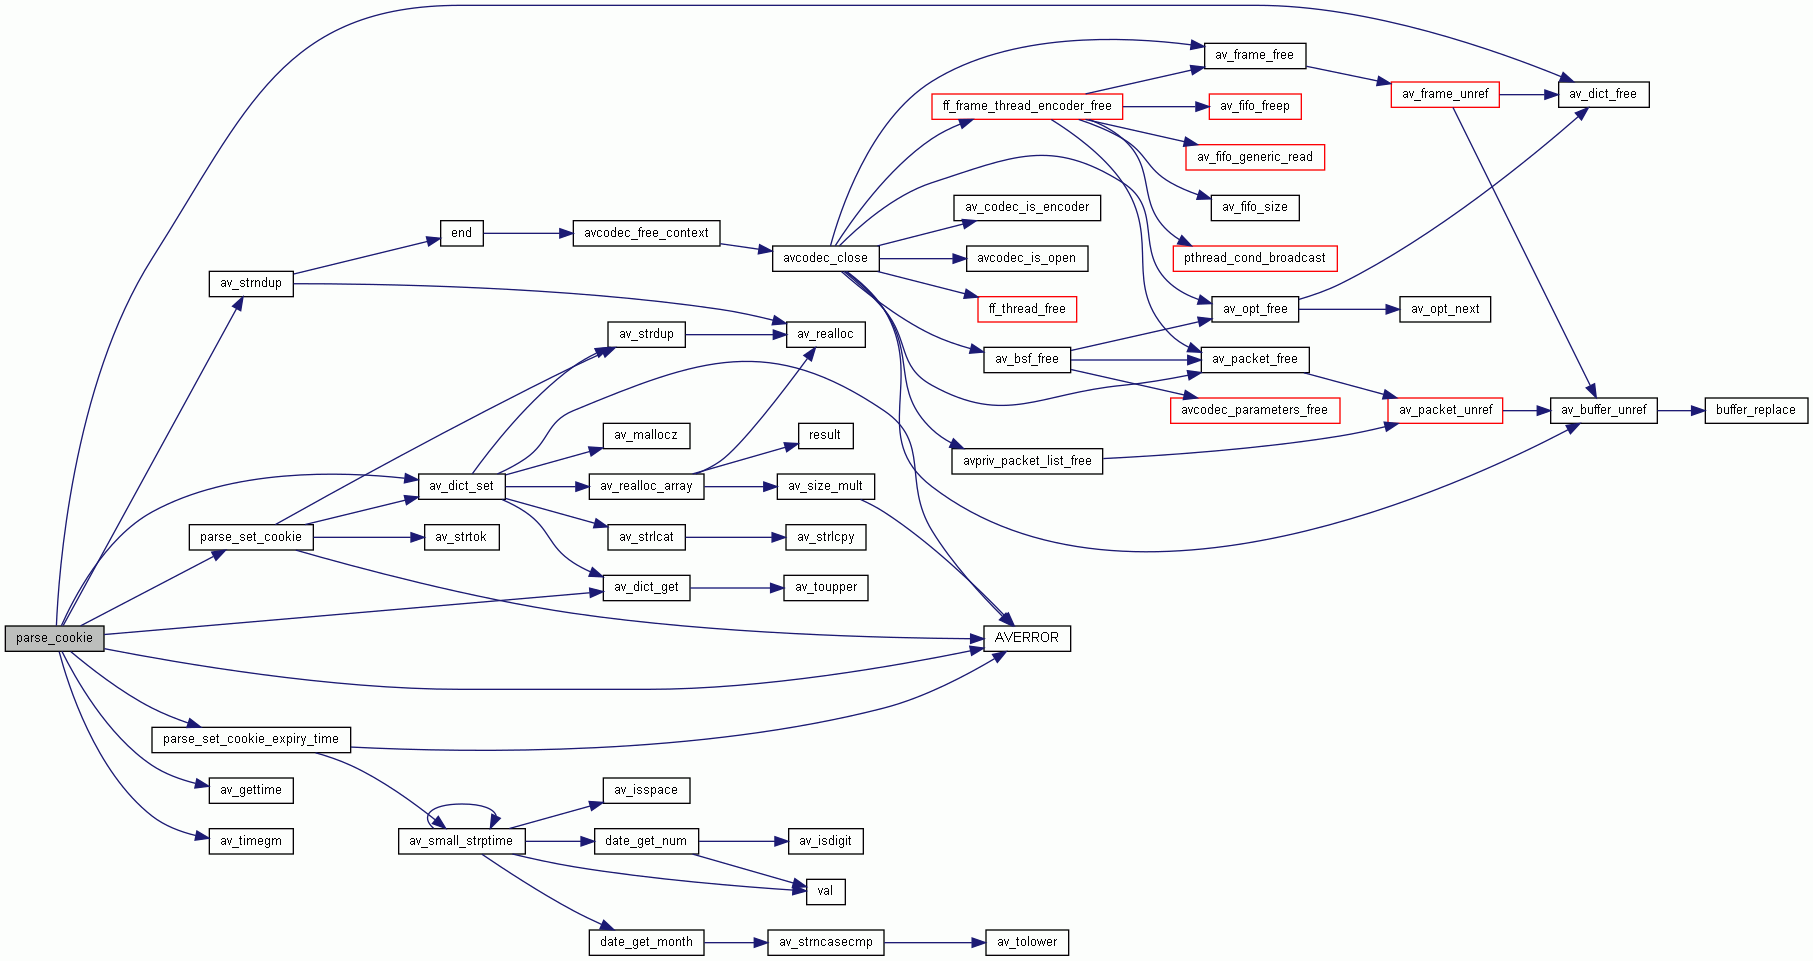 av_frame_free
av_frame_unref
av_dict_free
ff_frame_thread_encoder_free
av_fifo_freep
av_fifo_generic_read
av_codec_is_encoder
av_fifo_size
end
avcodec_free_context
avcodec_close
avcodec_is_open
pthread_cond_broadcast
av_strndup
ff_thread_free
av_opt_free
av_opt_next
av_strdup
av_realloc
av_bsf_free
av_packet_free
avcodec_parameters_free
av_packet_unref
av_buffer_unref
buffer_replace
av_mallocz
result
avpriv_packet_list_free
av_dict_set
av_realloc_array
av_size_mult
parse_set_cookie
av_strtok
av_strlcat
av_strlcpy
av_dict_get
av_toupper
parse_cookie
AVERROR
parse_set_cookie_expiry_time
av_gettime
av_isspace
av_timegm
av_small_strptime
date_get_num
av_isdigit
val
date_get_month
av_strncasecmp
av_tolower